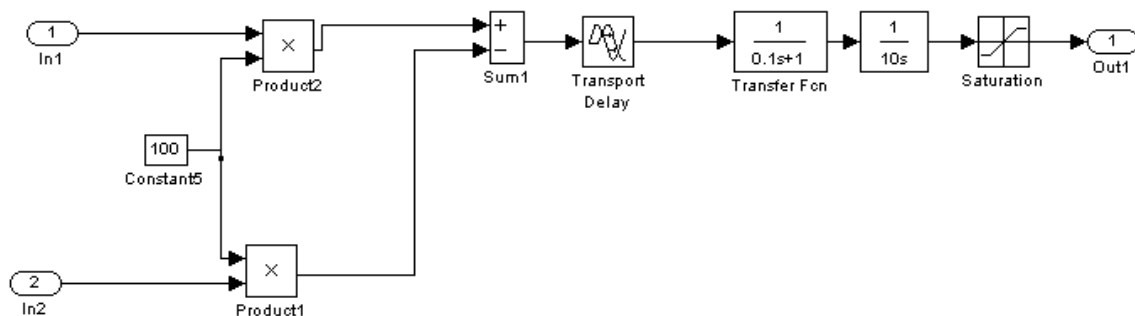 1
In1
×
Product2
100
Constant5
2
In2
×
Product1
+
−
Sum1
Transport
Delay
1
0.1s+1
Transfer Fcn
1
10s
Saturation
1
Out1